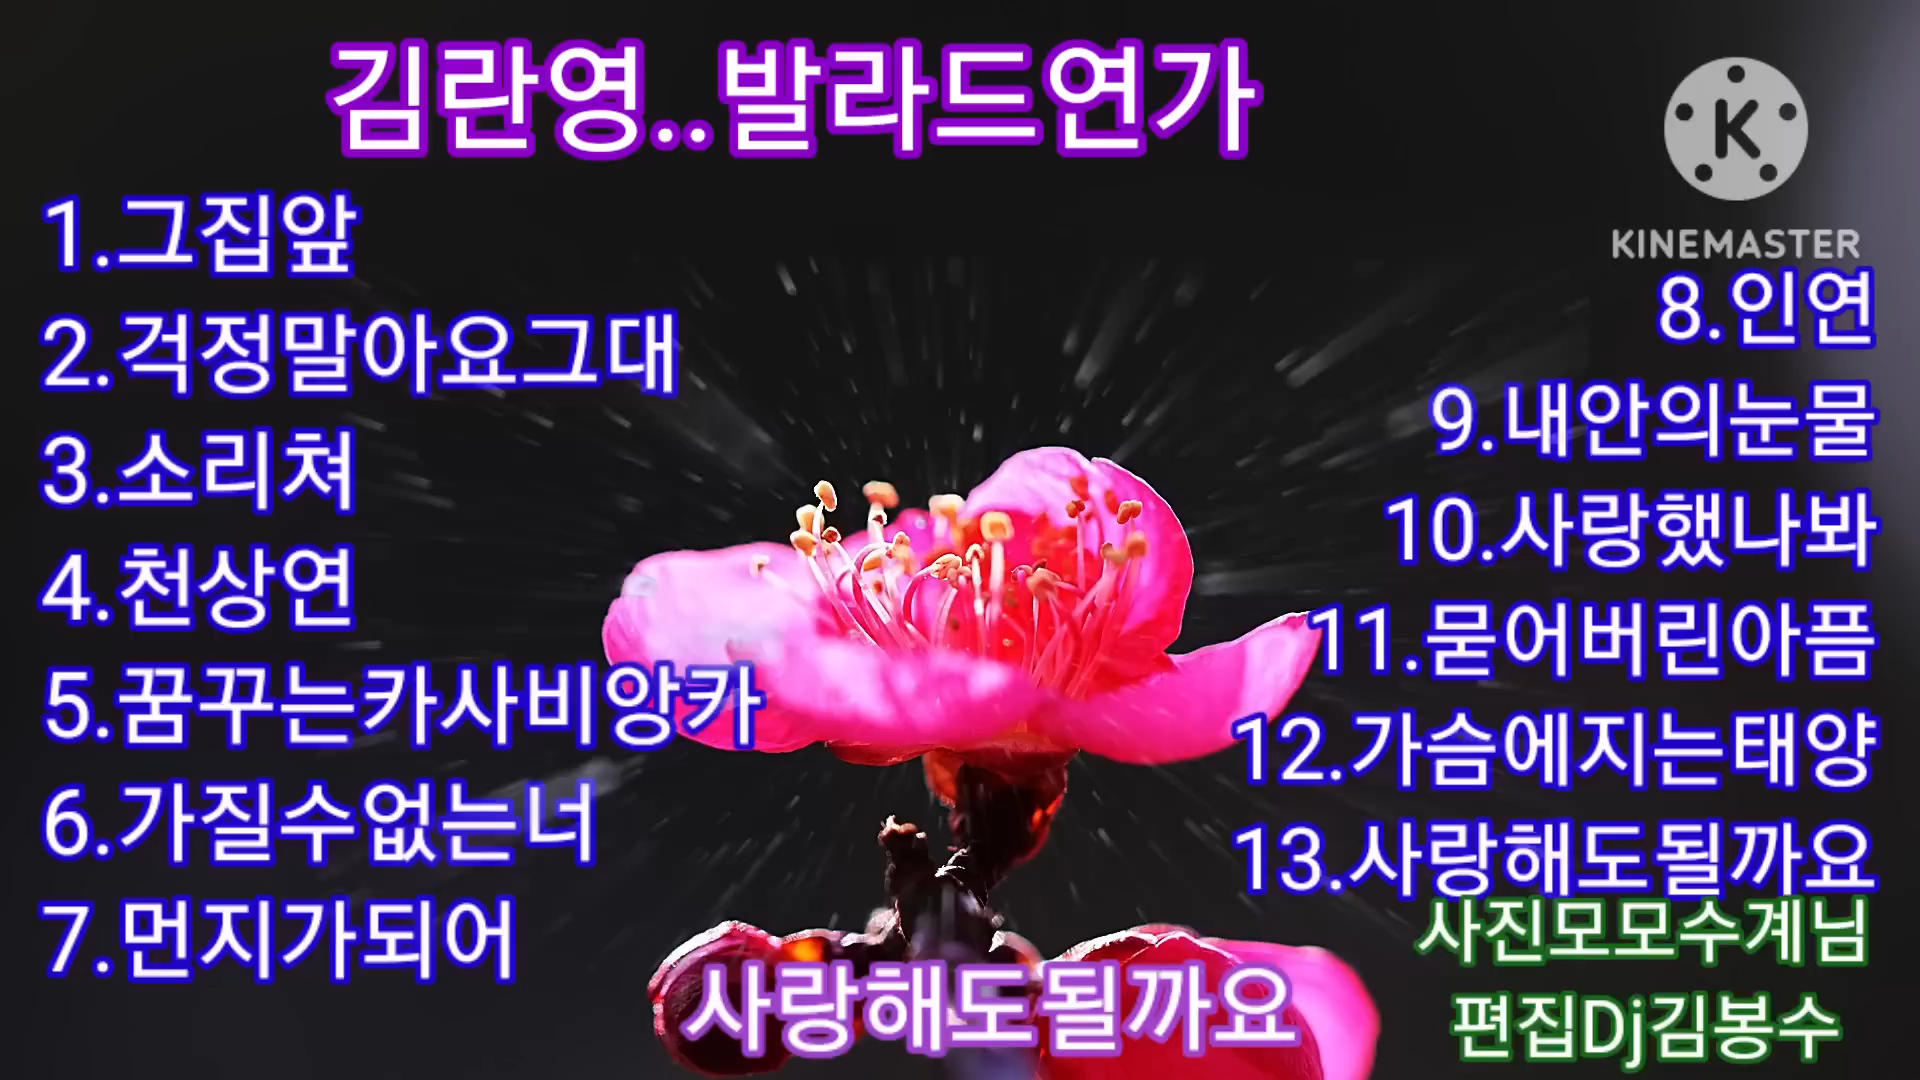 김란영..발라드연가
KINEMASTER
1.그집앞
2.걱정말아요그대
3.소리쳐
4.천상연
5.꿈꾸는카사비앙카
6.가질수없는너
7.먼지가되어
8.인연
9.내안의눈물
10.사랑했나봐
11.묻어버린아픔
12.가슴에지는태양
13.사랑해도될까요
사진모모수계님
편집Dj김봉수
사랑해도될까요